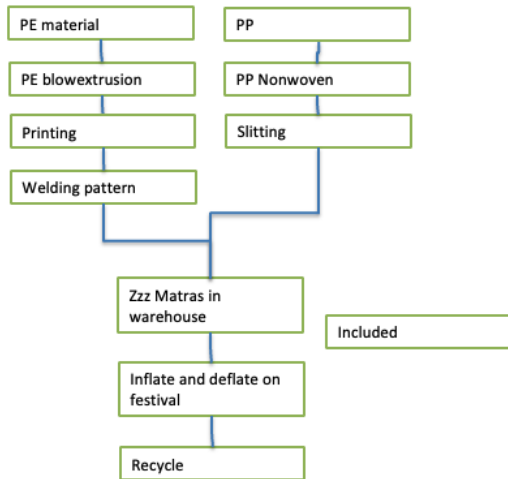 PE material
PP
PE blowextrusion
PP Nonwoven
Printing
Slitting
Welding pattern
Zzz Matras in
warehouse
Included
Inflate and deflate on
festival
Recycle